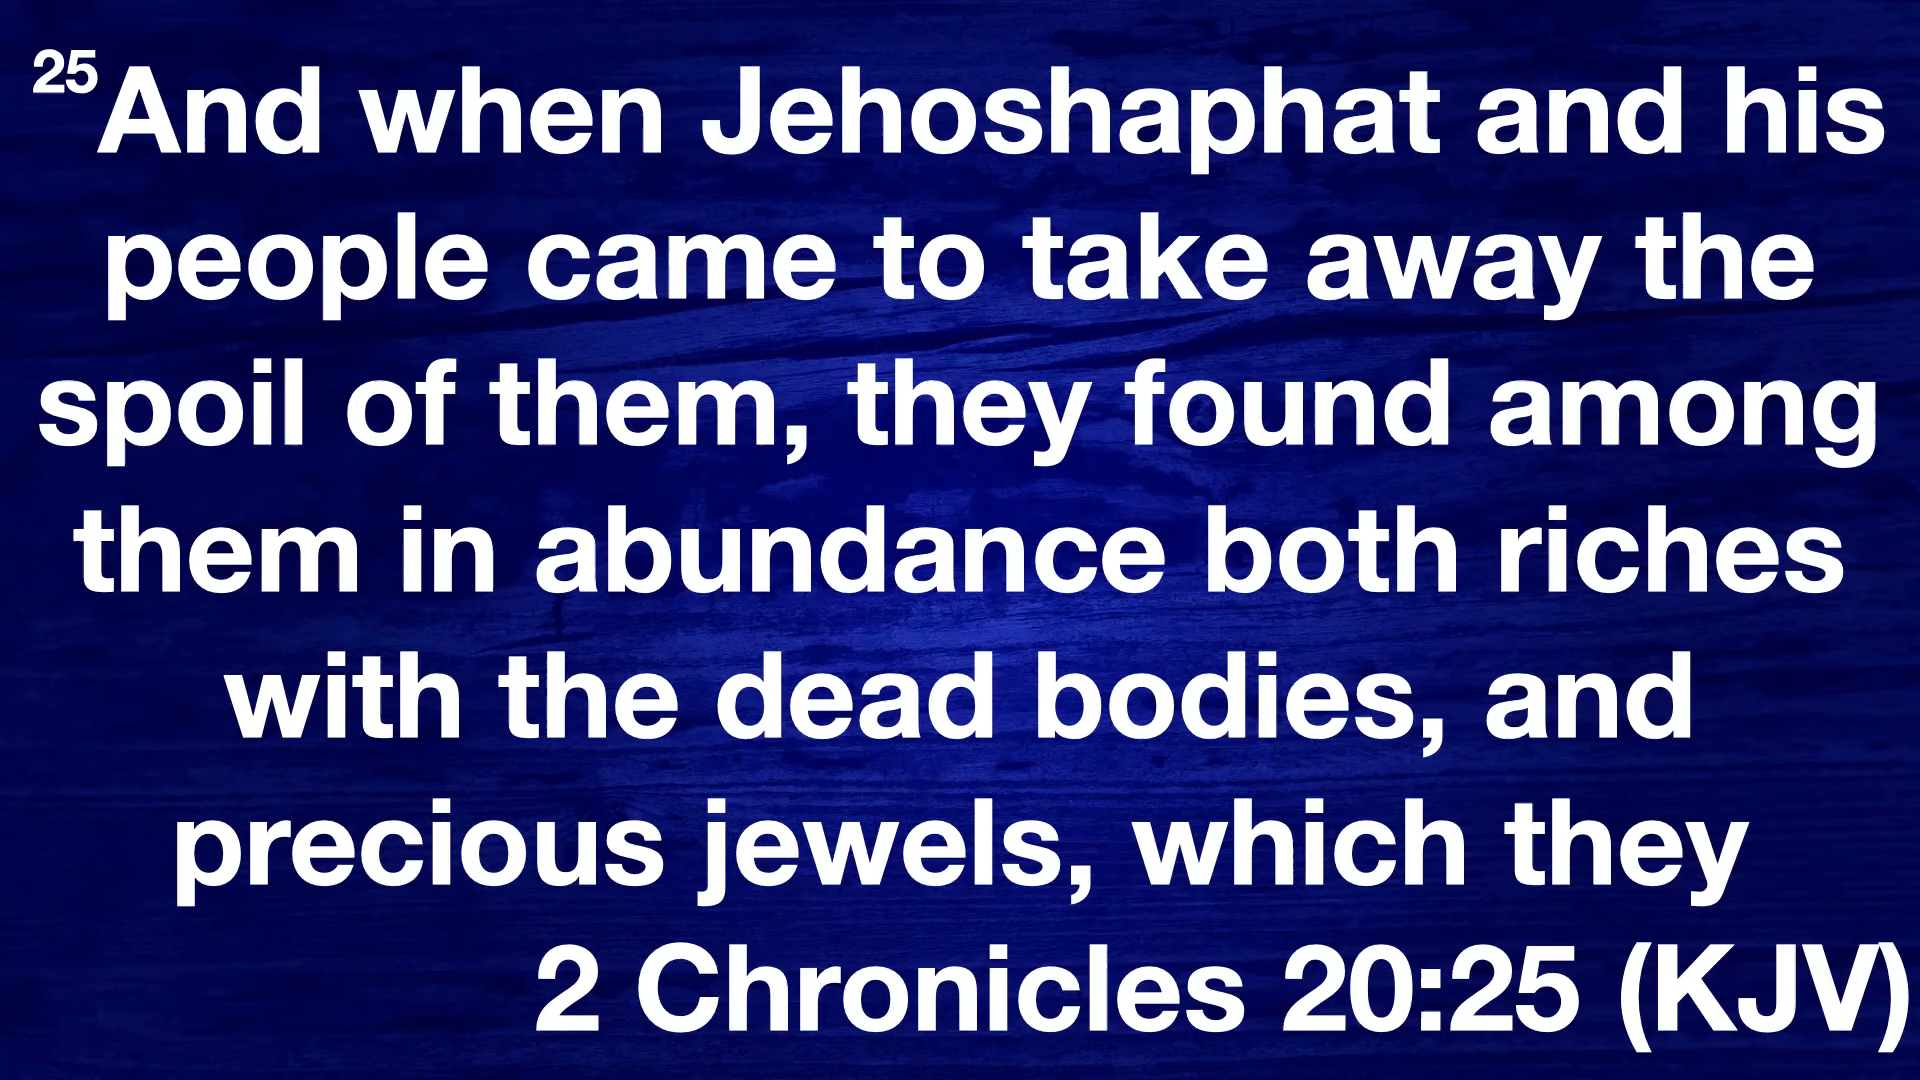 25And when Jehoshaphat and his
people came to take away the
spoil of them, they found among
them in abundance both riches
with the dead bodies, and
precious jewels, which they
2 Chronicles 20:25 (KJV)